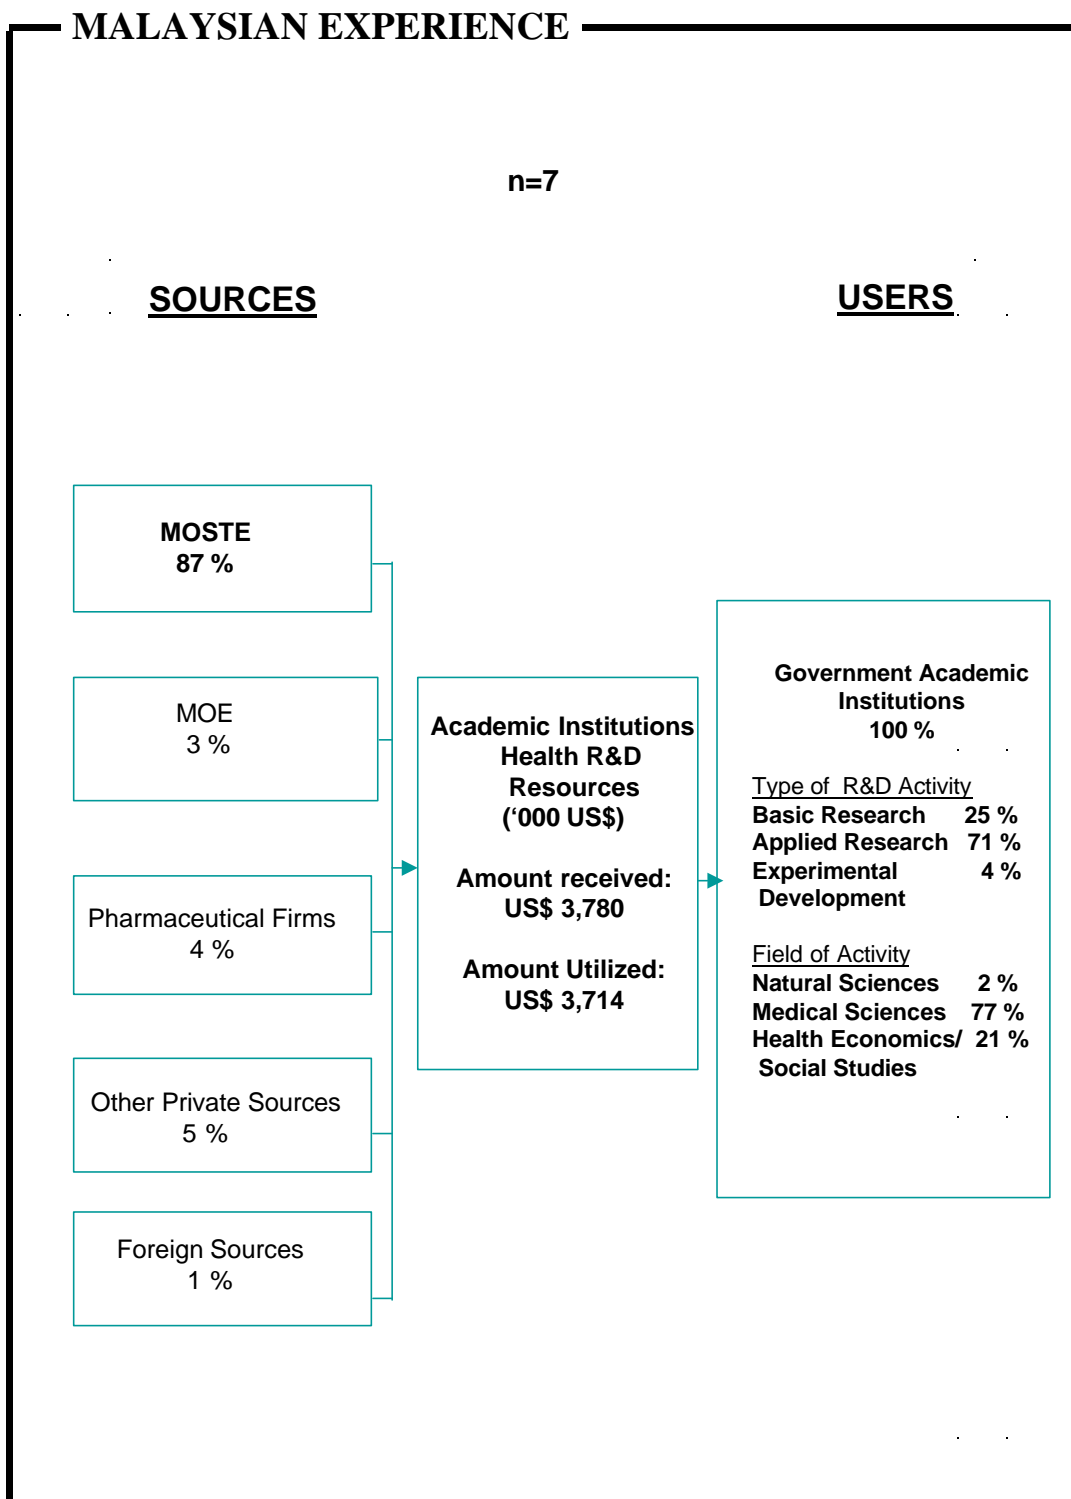 MALAYSIAN EXPERIENCE
n=7
SOURCES
USERS
MOSTE
87 %
MOE
3 %
Pharmaceutical Firms
4 %
Other Private Sources
5 %
Foreign Sources
1 %
Academic Institutions
Health R&D
Resources
(‘000 US$)
Amount received:
US$ 3,780
Amount Utilized:
US$ 3,714
Government Academic
Institutions
100 %
Type of R&D Activity
Basic Research 25 %
Applied Research 71 %
Experimental 4 %
Development
Field of Activity
Natural Sciences 2 %
Medical Sciences 77 %
Health Economics/ 21 %
Social Studies